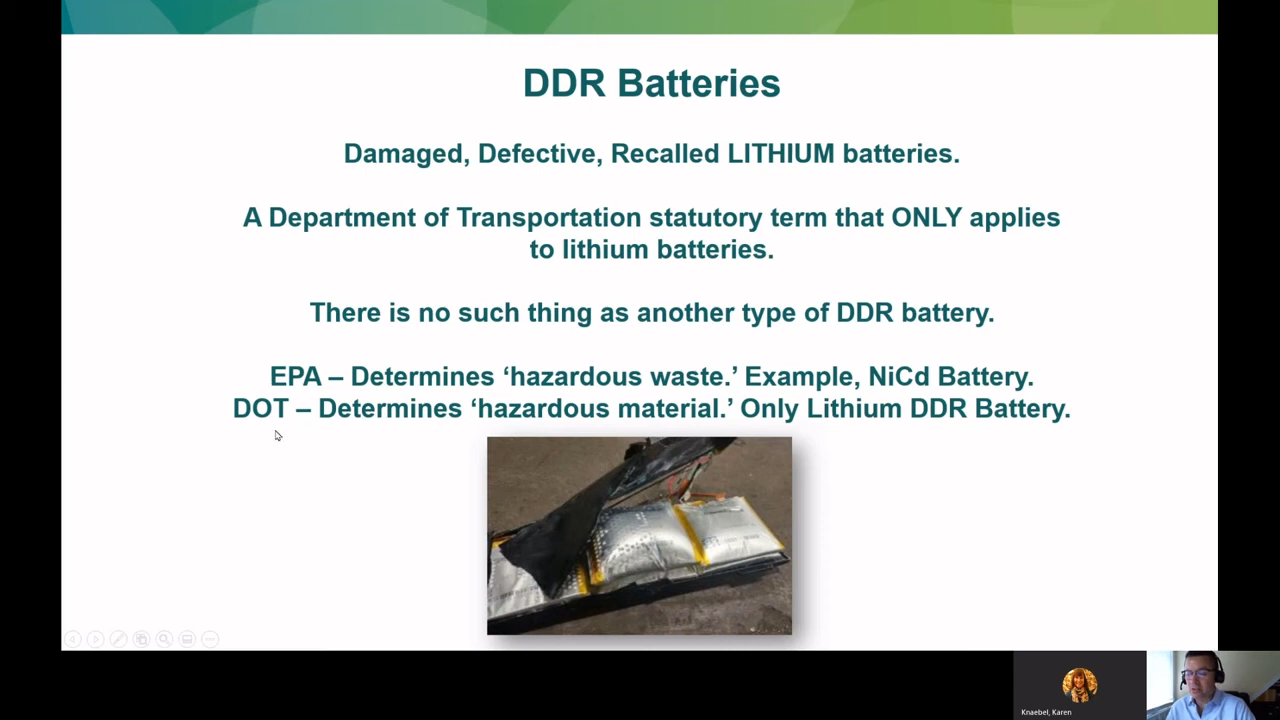 DDR Batteries
Damaged, Defective, Recalled LITHIUM batteries.
A Department of Transportation statutory term that ONLY applies
to lithium batteries.
There is no such thing as another type of DDR battery.
EPA – Determines ‘hazardous waste.’ Example, NiCd Battery.
DOT – Determines ‘hazardous material.’ Only Lithium DDR Battery.
Knaebel, Karen